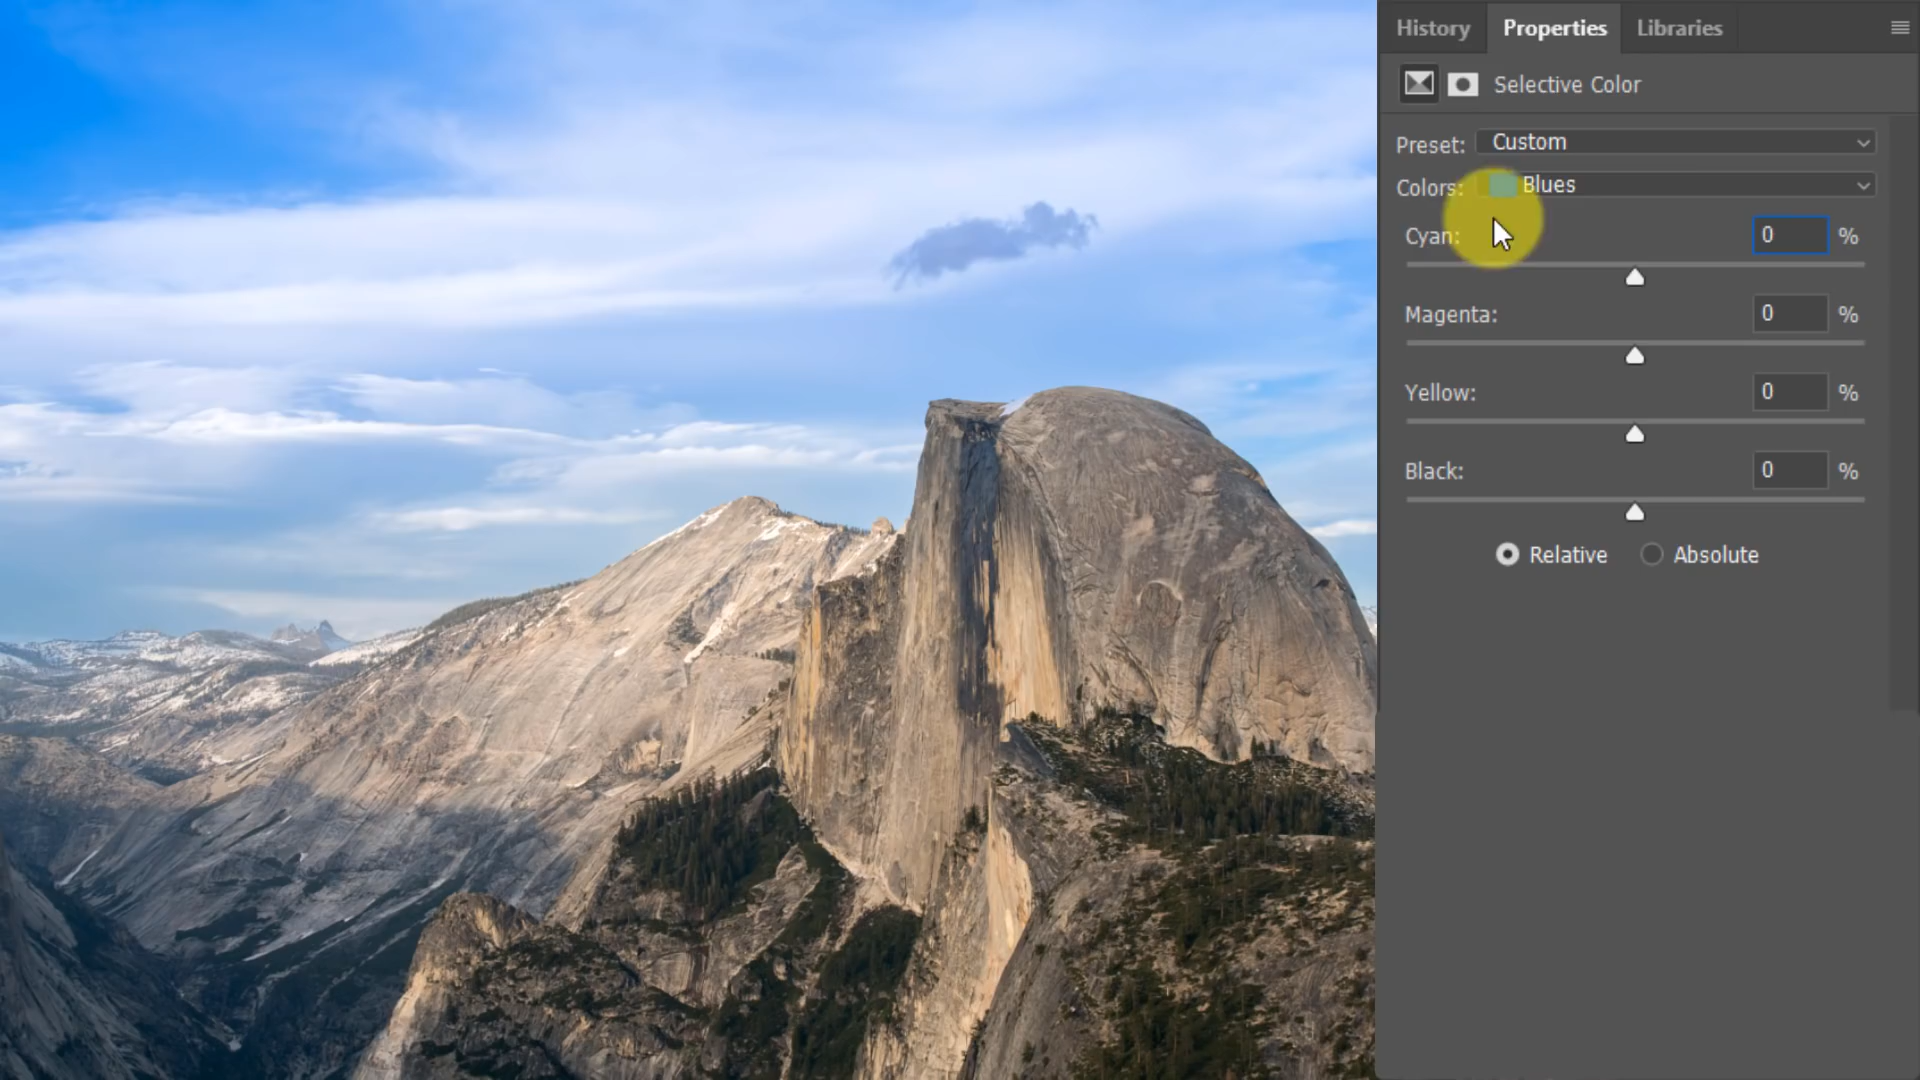 History Properties Libraries
Selective Color
Preset: Custom
Colors: Blues
Cyan: 0 %
Magenta: 0 %
Yellow: 0 %
Black: 0 %
Relative Absolute